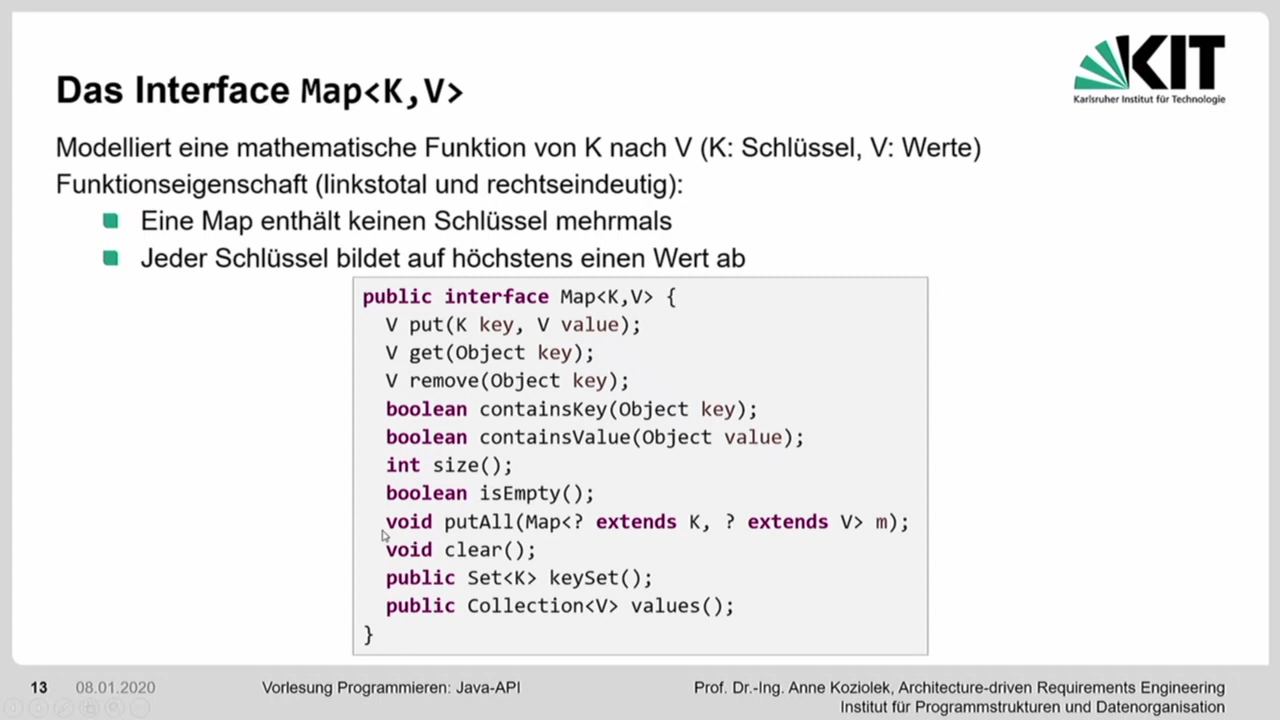 KIT
Karlsruher Institut für Technologie
Das Interface Map<K,V>
Modelliert eine mathematische Funktion von K nach V (K: Schlüssel, V: Werte)
Funktionseigenschaft (linkstotal und rechtseindeutig):
Eine Map enthält keinen Schlüssel mehrmals
Jeder Schlüssel bildet auf höchstens einen Wert ab
public interface Map<K,V> {
V put(K key, V value);
V get(Object key);
V remove(Object key);
boolean containsKey(Object key);
boolean containsValue(Object value);
int size();
boolean isEmpty();
void putAll(Map<? extends K, ? extends V> m);
void clear();
public Set<K> keySet();
public Collection<V> values();
}
13 08.01.2020 Vorlesung Programmieren: Java-API
Prof. Dr.-Ing. Anne Koziolek, Architecture-driven Requirements Engineering
Institut für Programmstrukturen und Datenorganisation